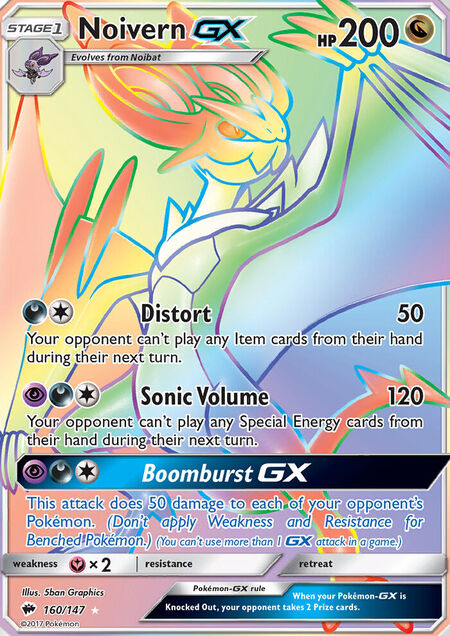 STAGE 1
Noivern GX
HP 200
Evolves from Noibat
Distort 50
Your opponent can't play any Item cards from their hand
during their next turn.
Sonic Volume 120
Your opponent can't play any Special Energy cards from
their hand during their next turn.
Boomburst GX
This attack does 50 damage to each of your opponent's
Pokémon. (Don't apply Weakness and Resistance for
Benched Pokémon.) (You can't use more than 1 GX attack in a game.)
weakness ×2 resistance retreat
Illus. 5ban Graphics
160/147
©2017 Pokémon
Pokémon-GX rule
When your Pokémon-GX is
Knocked Out, your opponent takes 2 Prize cards.